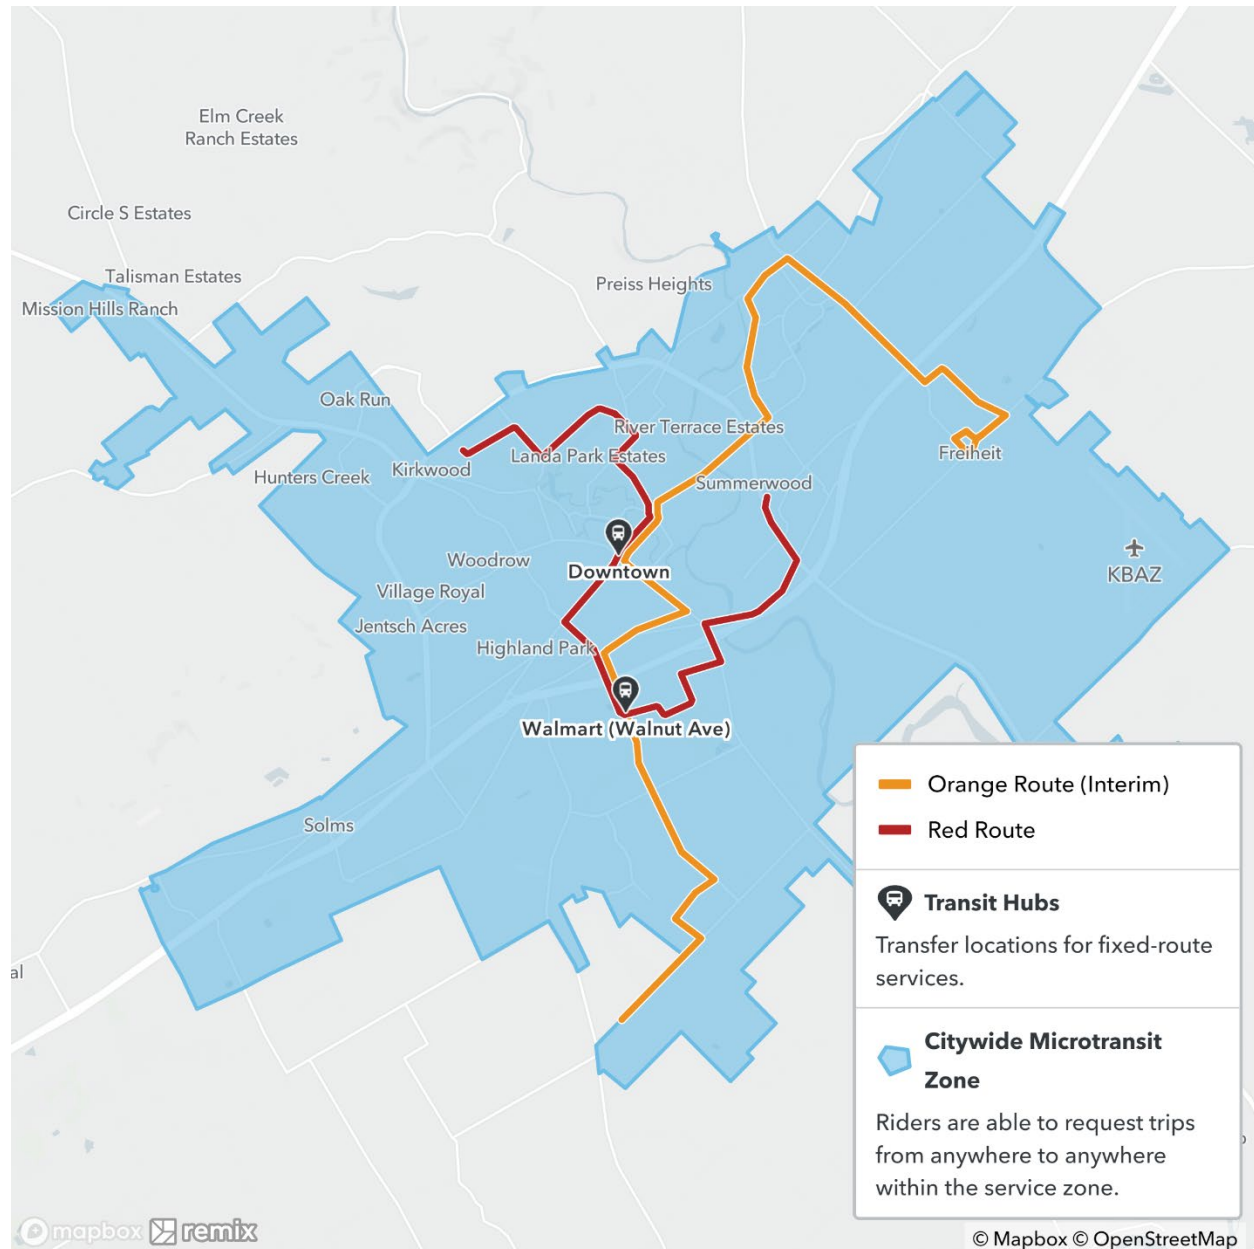 Elm Creek
Ranch Estates
Circle S Estates
Talisman Estates
Mission Hills Ranch
Preiss Heights
Oak Run
River Terrace Estates
Landa Park Estates
Kirkwood
Hunters Creek
Summerwood
Freiheit
Woodrow
Downtown
KBAZ
Village Royal
Jentsch Acres
Highland Park
Walmart (Walnut Ave)
Solms
al
Orange Route (Interim)
Red Route
Transit Hubs
Transfer locations for fixed-route
services.
Citywide Microtransit
Zone
Riders are able to request trips
from anywhere to anywhere
within the service zone.
mapbox remix
© Mapbox © OpenStreetMap